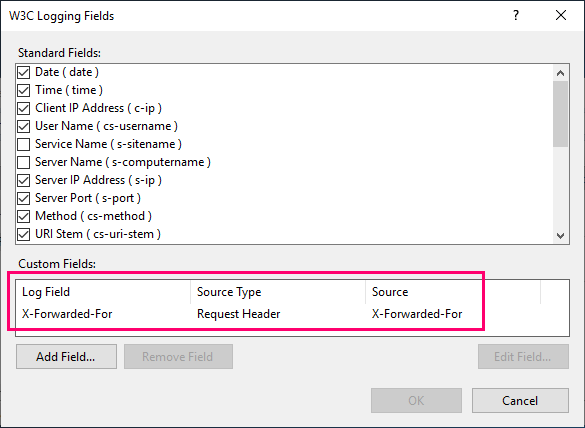 W3C Logging Fields
?
Standard Fields:
Date ( date )
Time ( time )
Client IP Address ( c-ip )
User Name ( cs-username )
Service Name ( s-sitename )
Server Name ( s-computername )
Server IP Address ( s-ip )
Server Port ( s-port )
Method ( cs-method )
URI Stem ( cs-uri-stem )
Custom Fields:
Log Field Source Type Source
X-Forwarded-For Request Header X-Forwarded-For
Add Field... Remove Field Edit Field...
OK Cancel